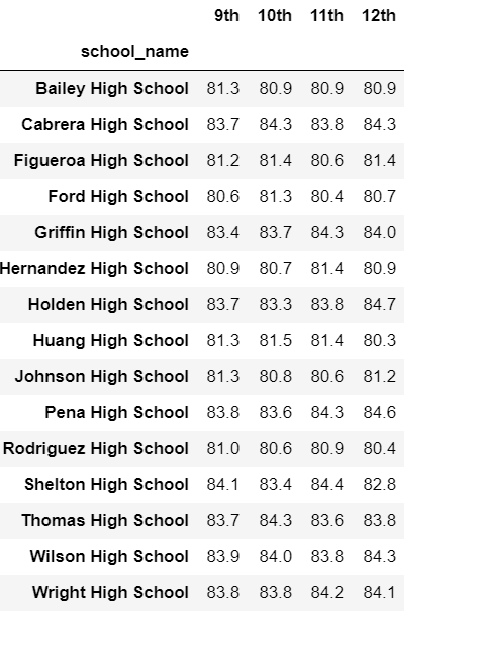 9th 10th 11th 12th
school_name
Bailey High School 81.3 80.9 80.9 80.9
Cabrera High School 83.7 84.3 83.8 84.3
Figueroa High School 81.2 81.4 80.6 81.4
Ford High School 80.6 81.3 80.4 80.7
Griffin High School 83.4 83.7 84.3 84.0
Hernandez High School 80.9 80.7 81.4 80.9
Holden High School 83.7 83.3 83.8 84.7
Huang High School 81.3 81.5 81.4 80.3
Johnson High School 81.3 80.8 80.6 81.2
Pena High School 83.8 83.6 84.3 84.6
Rodriguez High School 81.0 80.6 80.9 80.4
Shelton High School 84.1 83.4 84.4 82.8
Thomas High School 83.7 84.3 83.6 83.8
Wilson High School 83.9 84.0 83.8 84.3
Wright High School 83.8 83.8 84.2 84.1